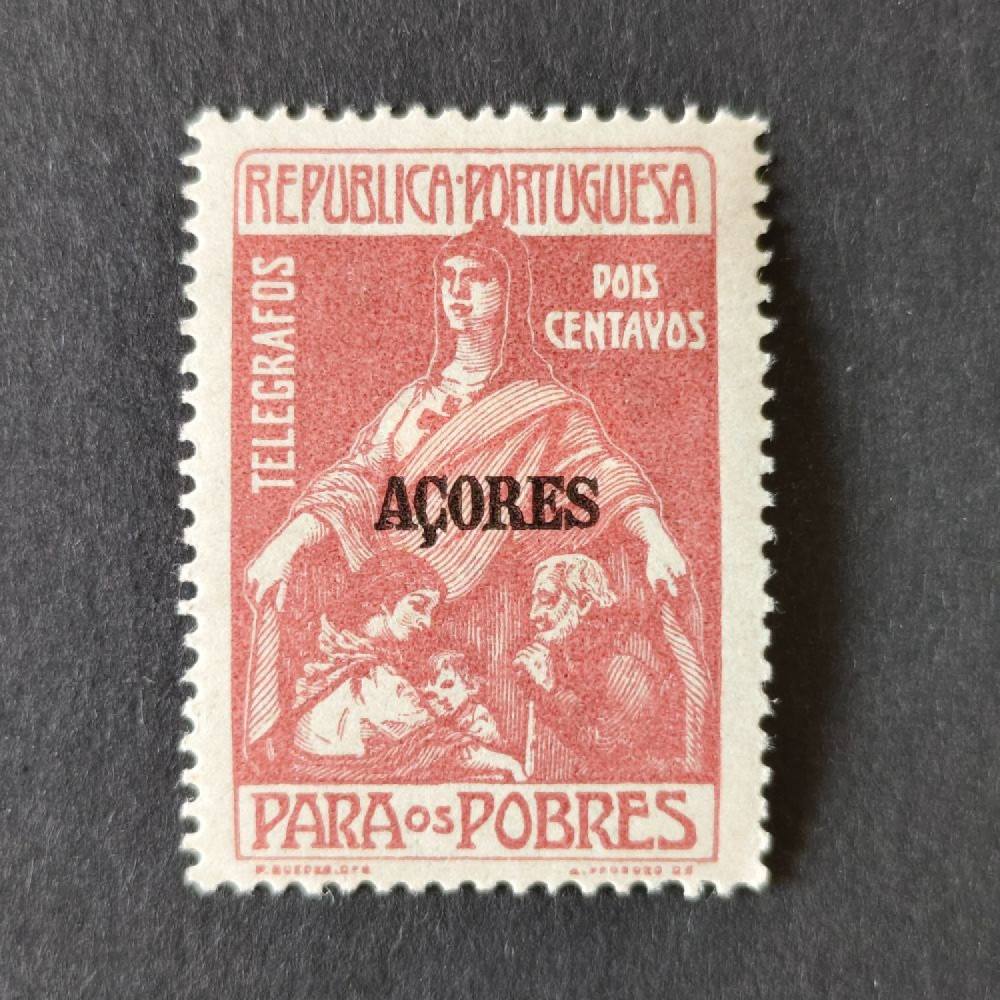 REPUBLICA·PORTUGUESA
TELEGRAFOS
DOIS
CENTAVOS
AÇORES
PARA OS POBRES